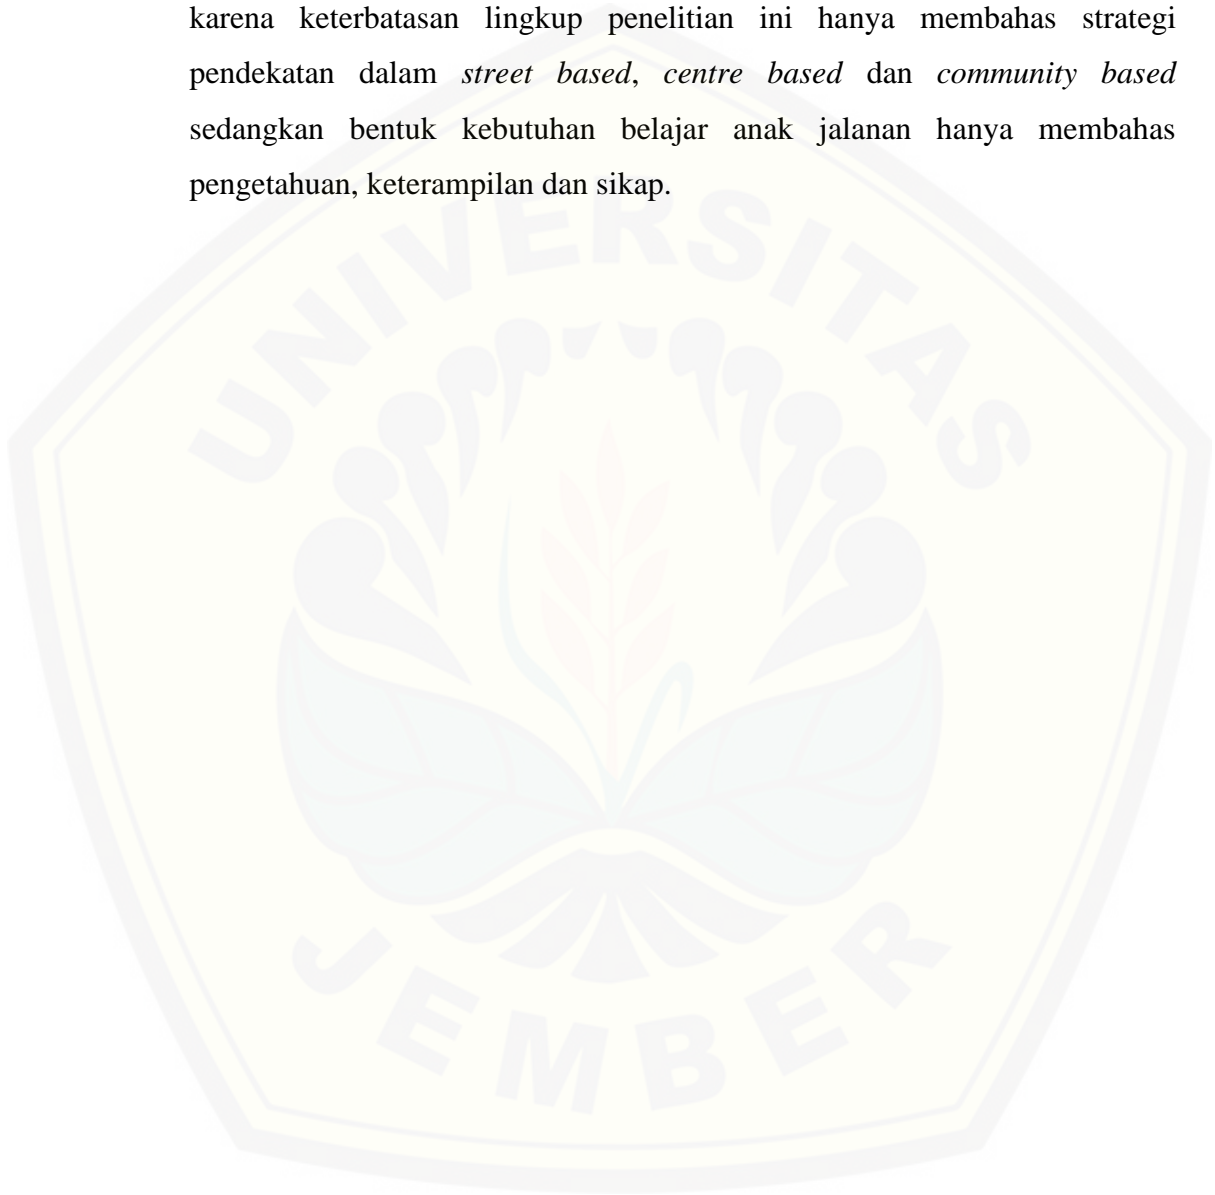 karena keterbatasan lingkup penelitian ini hanya membahas strategi
pendekatan dalam street based, centre based dan community based
sedangkan bentuk kebutuhan belajar anak jalanan hanya membahas
pengetahuan, keterampilan dan sikap.
UNIVERSITAS
JEMBER